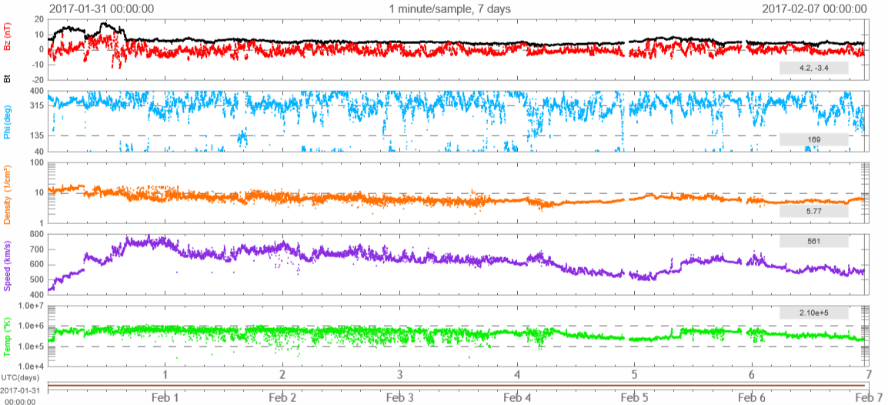 2017-01-31 00:00:00 1 minute/sample, 7 days 2017-02-07 00:00:00
Bt Bz (nT)
20
10
0
-10
-20
4.2, -3.4
Phi(deg)
400
315
135
40
169
Density (1/cm³)
100
10
1
5.77
Speed (km/s)
800
700
600
500
400
561
Temp (°K)
1.0e+7
1.0e+6
1.0e+5
1.0e+4
2.10e+5
UTC(days) 1 2 3 4 5 6 7
2017-01-31
00:00:00
Feb 1 Feb 2 Feb 3 Feb 4 Feb 5 Feb 6 Feb 7